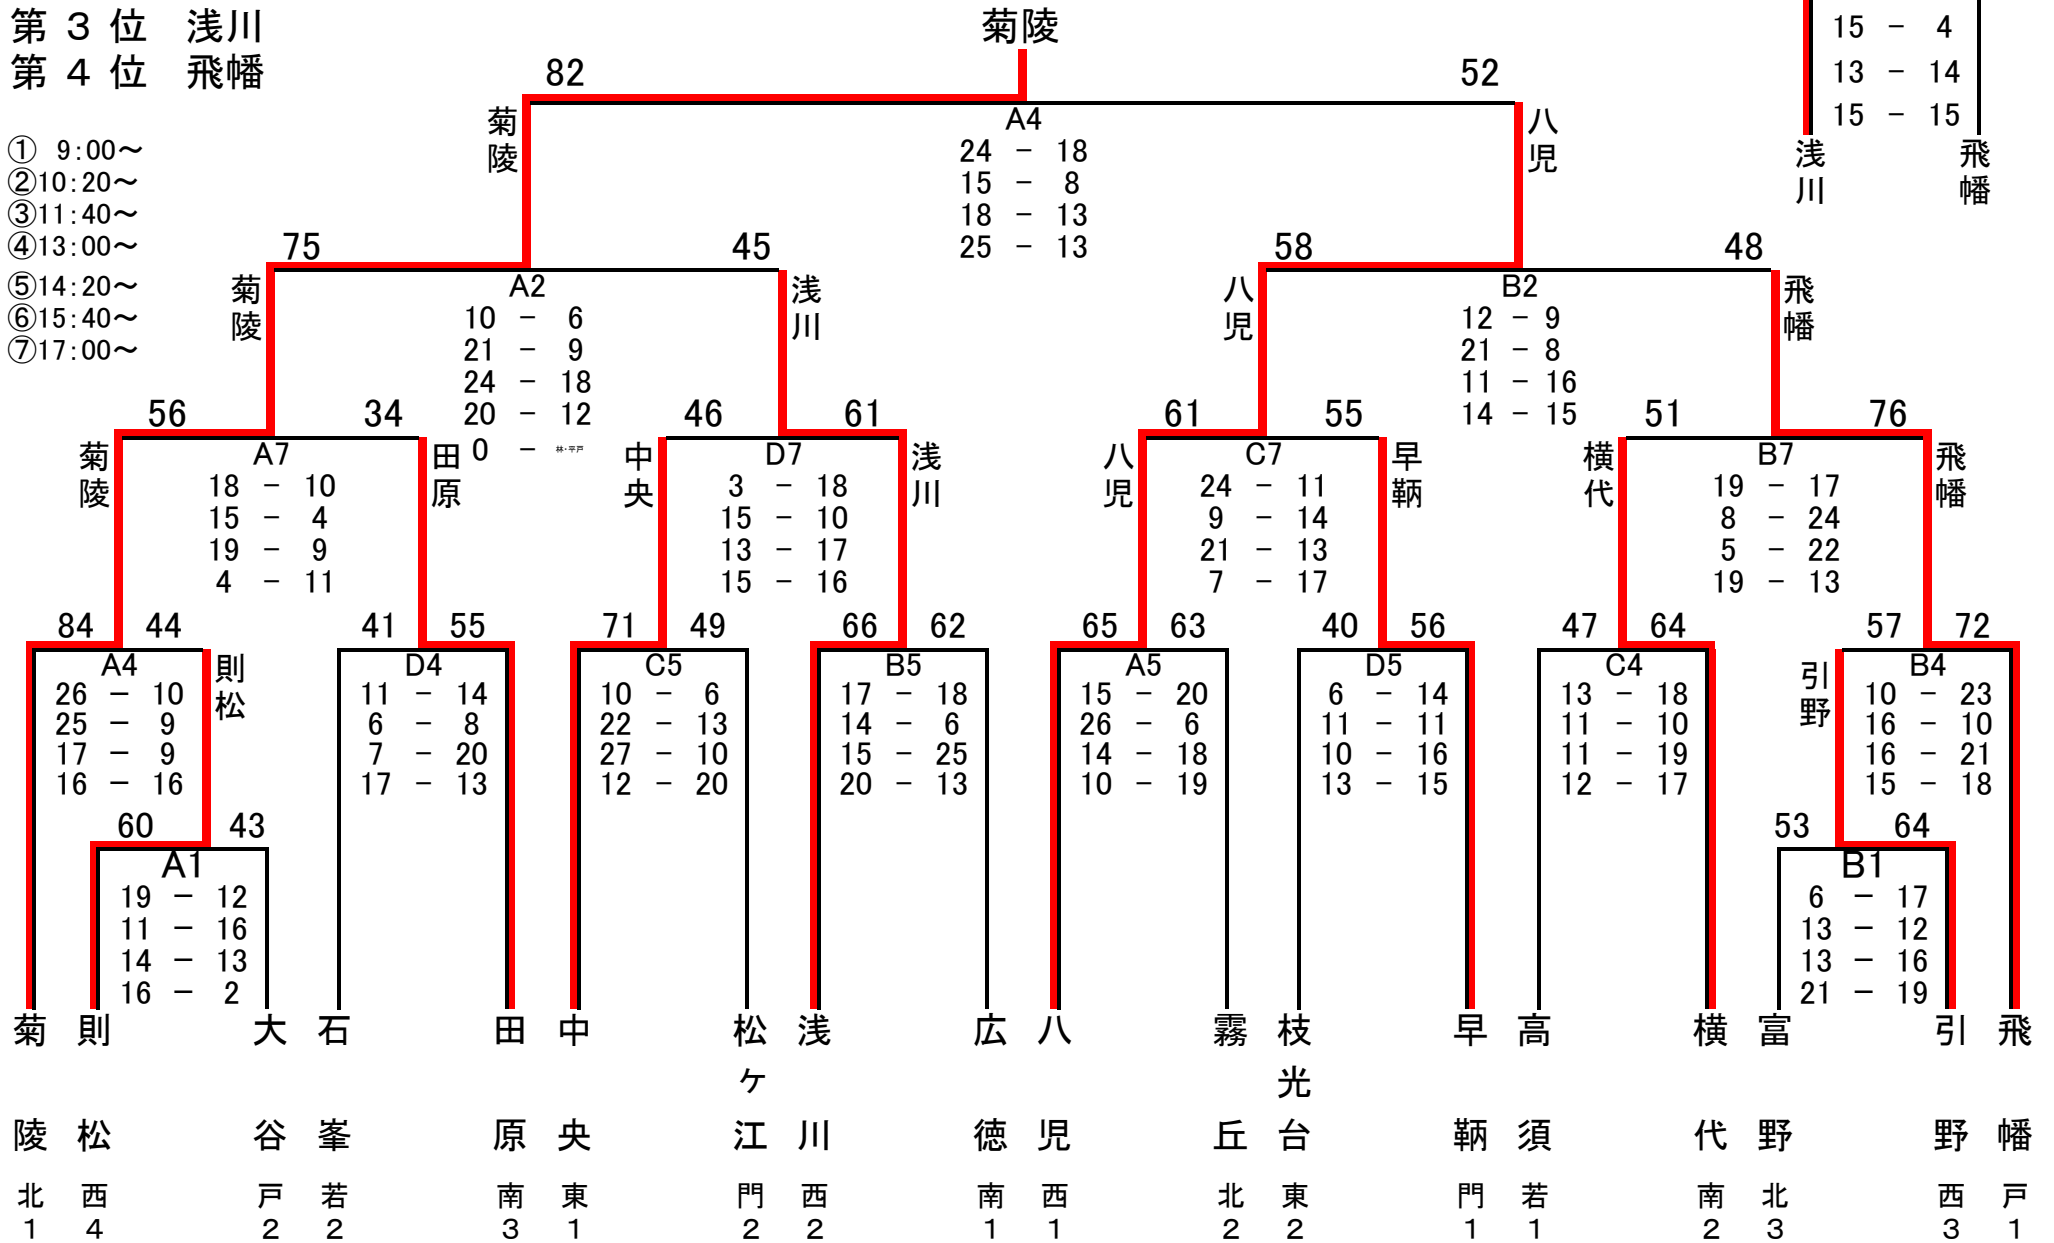 第 ３ 位　浅川
第 ４ 位　飛幡
菊陵
15 － 4
13 － 14
15 － 15
浅川
飛幡
① 9:00～
②10:20～
③11:40～
④13:00～
⑤14:20～
⑥15:40～
⑦17:00～
82 52
菊陵
八児
A4
24 － 18
15 － 8
18 － 13
25 － 13
75 45
菊陵
浅川
A2
10 － 6
21 － 9
24 － 18
20 － 12
0 － 林・平戸
58 48
八児
飛幡
B2
12 － 9
21 － 8
11 － 16
14 － 15
56 34
菊陵
田原
A7
18 － 10
15 － 4
19 － 9
4 － 11
46 61
中央
浅川
D7
3 － 18
15 － 10
13 － 17
15 － 16
61 55
八児
早鞆
C7
24 － 11
9 － 14
21 － 13
7 － 17
51 76
横代
飛幡
B7
19 － 17
8 － 24
5 － 22
19 － 13
84 44
則松
A4
26 － 10
25 － 9
17 － 9
16 － 16
41 55
D4
11 － 14
6 － 8
7 － 20
17 － 13
71 49
C5
10 － 6
22 － 13
27 － 10
12 － 20
66 62
B5
17 － 18
14 － 6
15 － 25
20 － 13
65 63
A5
15 － 20
26 － 6
14 － 18
10 － 19
40 56
D5
6 － 14
11 － 11
10 － 16
13 － 15
47 64
C4
13 － 18
11 － 10
11 － 19
12 － 17
57 72
引野
B4
10 － 23
16 － 10
16 － 21
15 － 18
60 43
A1
19 － 12
11 － 16
14 － 13
16 － 2
53 64
B1
6 － 17
13 － 12
13 － 16
21 － 19
菊陵 北1
則松 西4
大谷 戸2
石峯 若2
田原 南3
中央 東1
松ヶ江 門2
浅川 西2
広徳 南1
八児 西1
霧丘 北2
枝光台 東2
早鞆 門1
高須 若1
横代 南2
富野 北3
引野 西3
飛幡 戸1